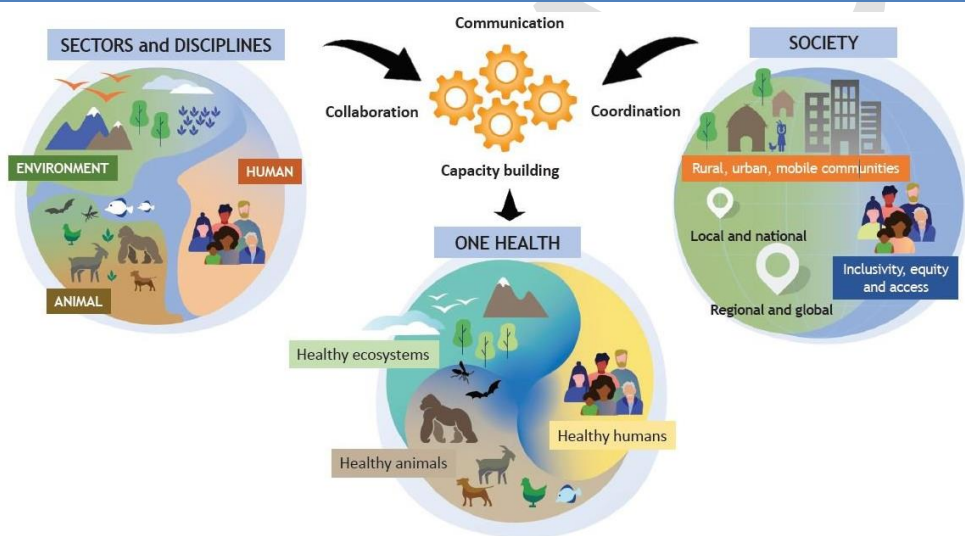 Communication
SECTORS and DISCIPLINES
SOCIETY
Collaboration
Coordination
ENVIRONMENT
HUMAN
Capacity building
Rural, urban, mobile communities
Local and national
ONE HEALTH
Inclusivity, equity
and access
ANIMAL
Regional and global
Healthy ecosystems
Healthy humans
Healthy animals